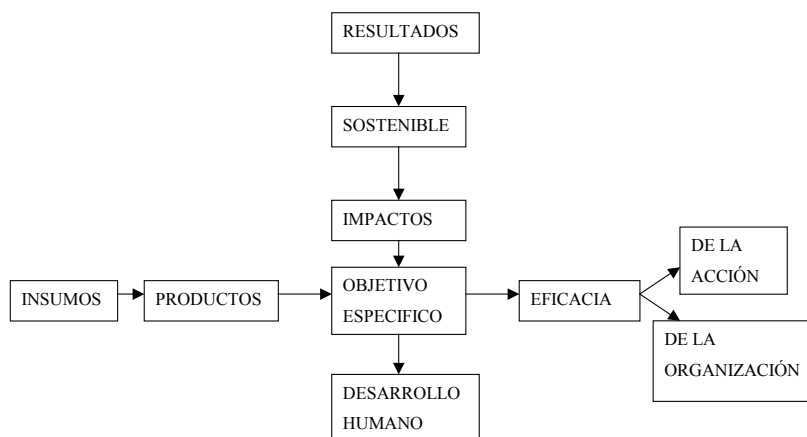 RESULTADOS
SOSTENIBLE
IMPACTOS
DE LA
ACCIÓN
INSUMOS
PRODUCTOS
OBJETIVO
ESPECIFICO
EFICACIA
DE LA
ORGANIZACIÓN
DESARROLLO
HUMANO